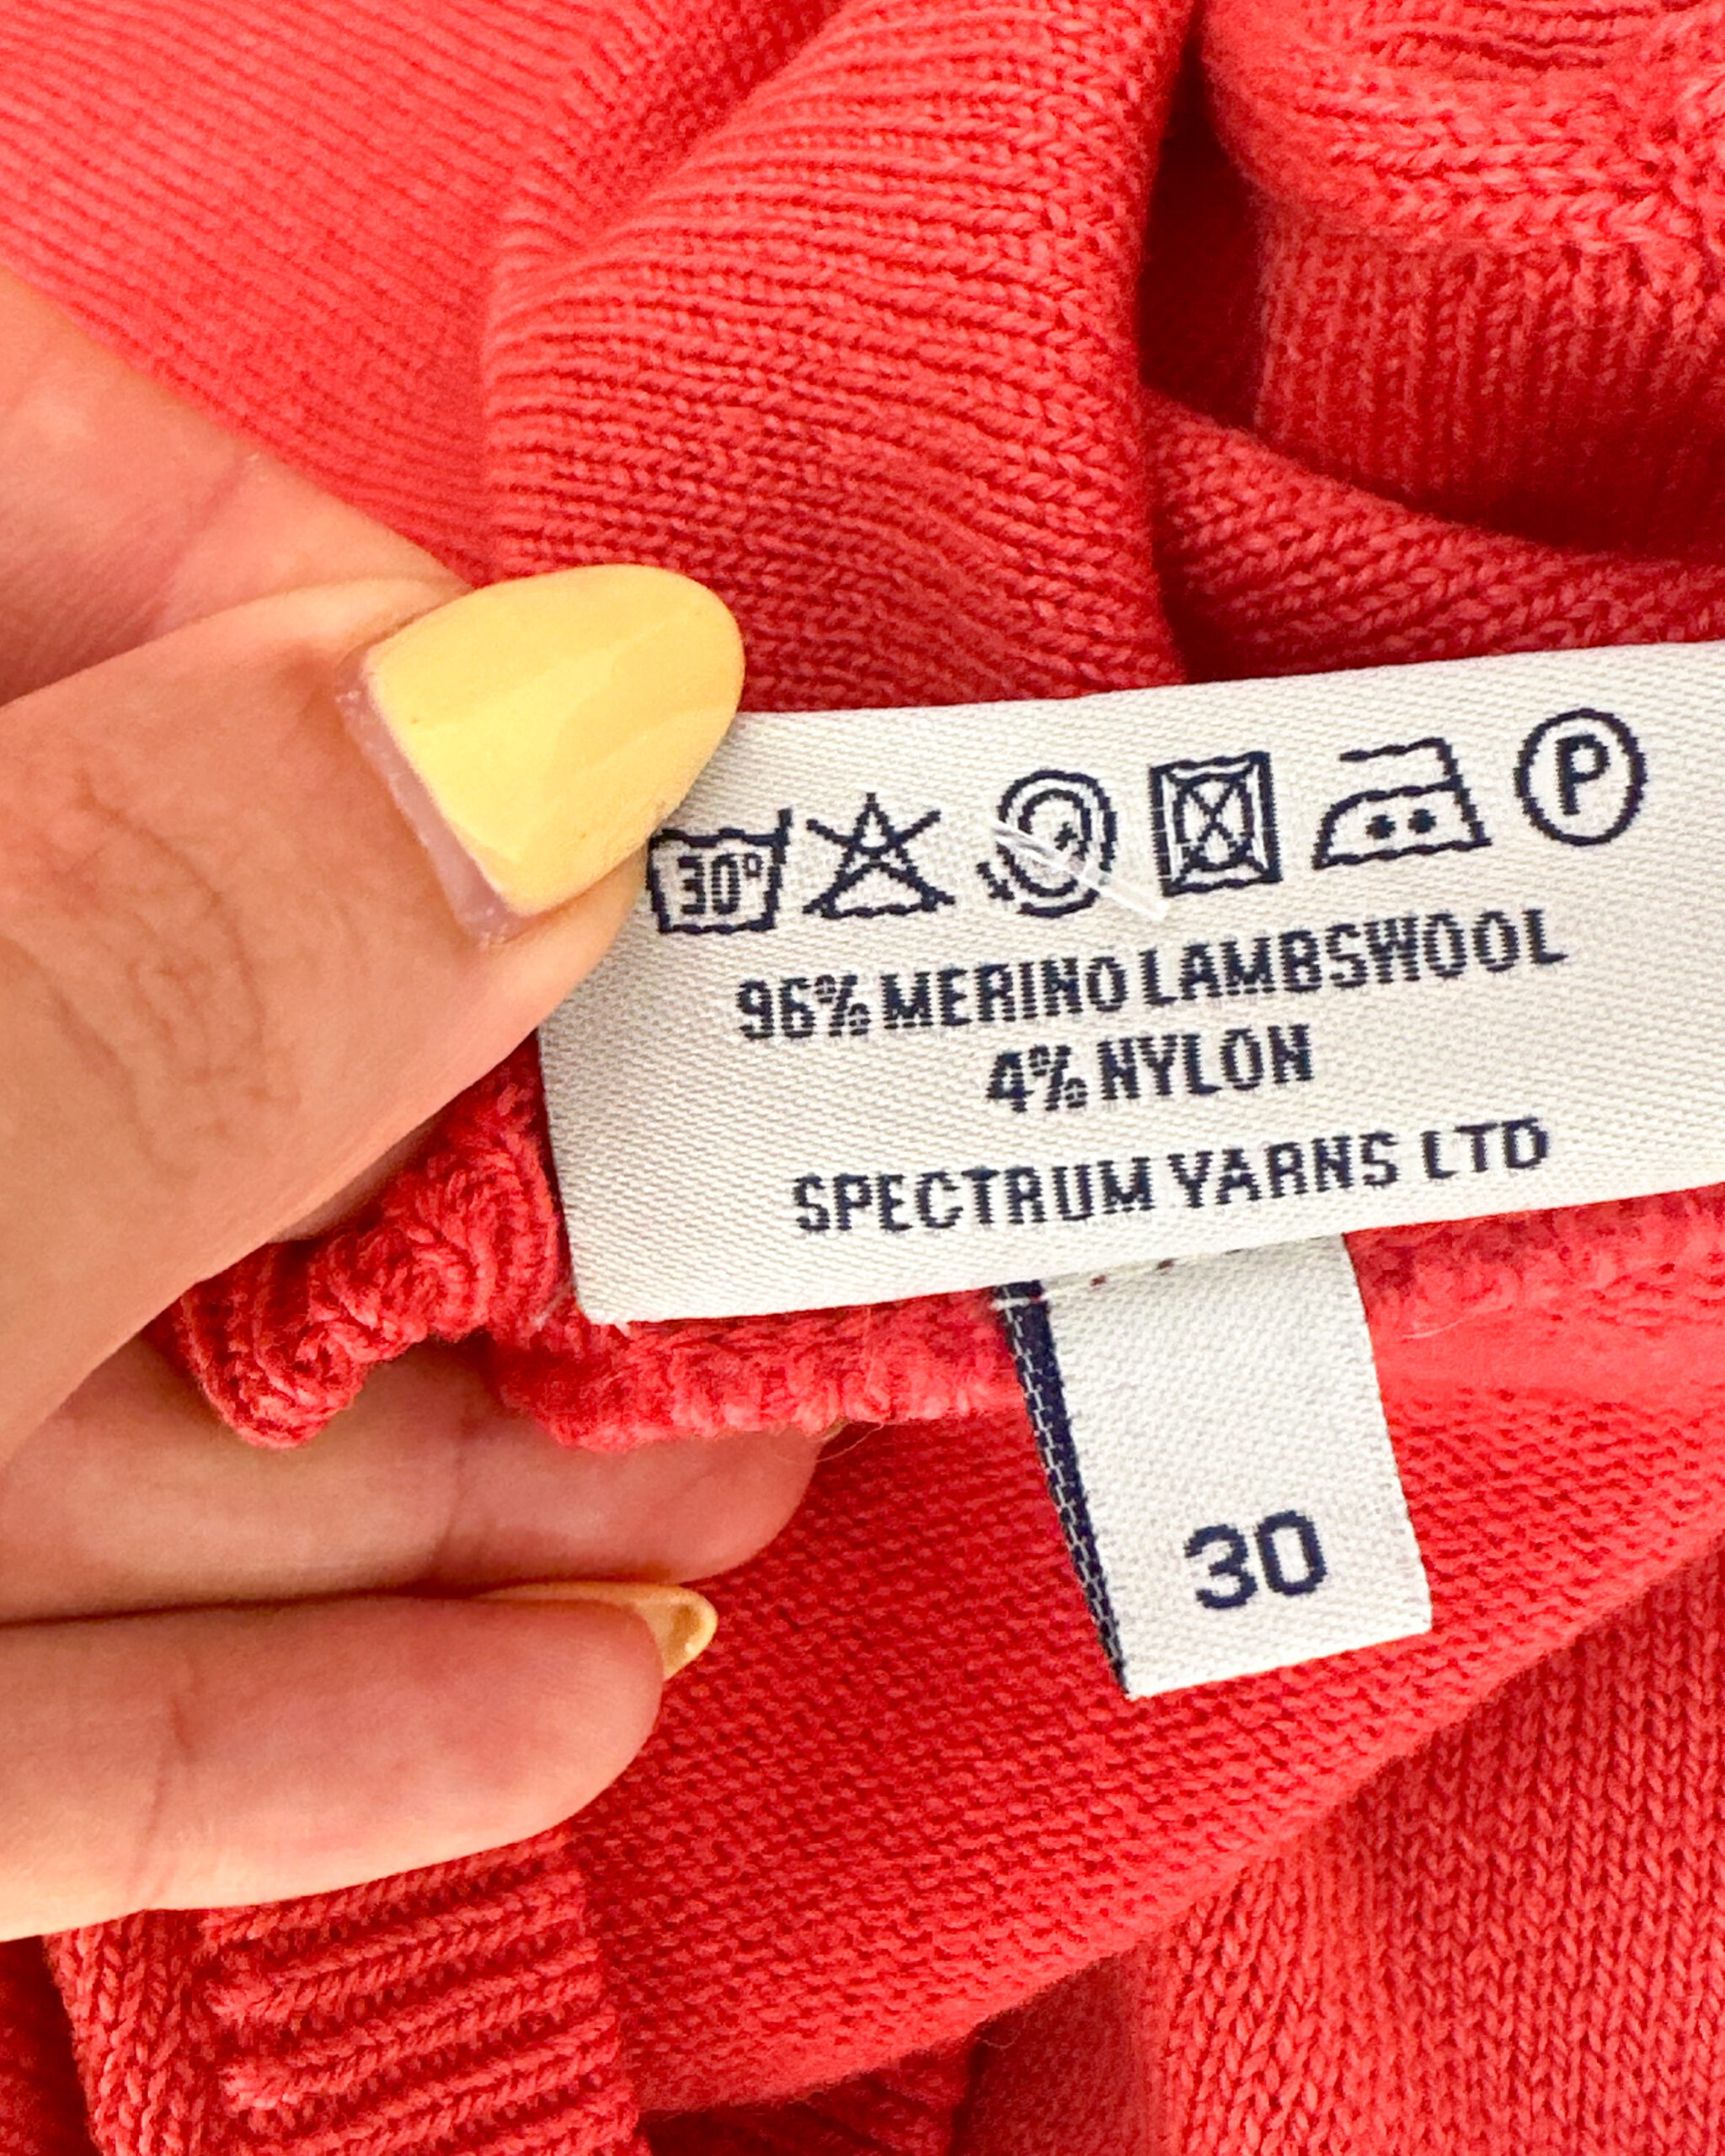 30°
P
96% MERINO LAMBSWOOL
4% NYLON
SPECTRUM YARNS LTD
30